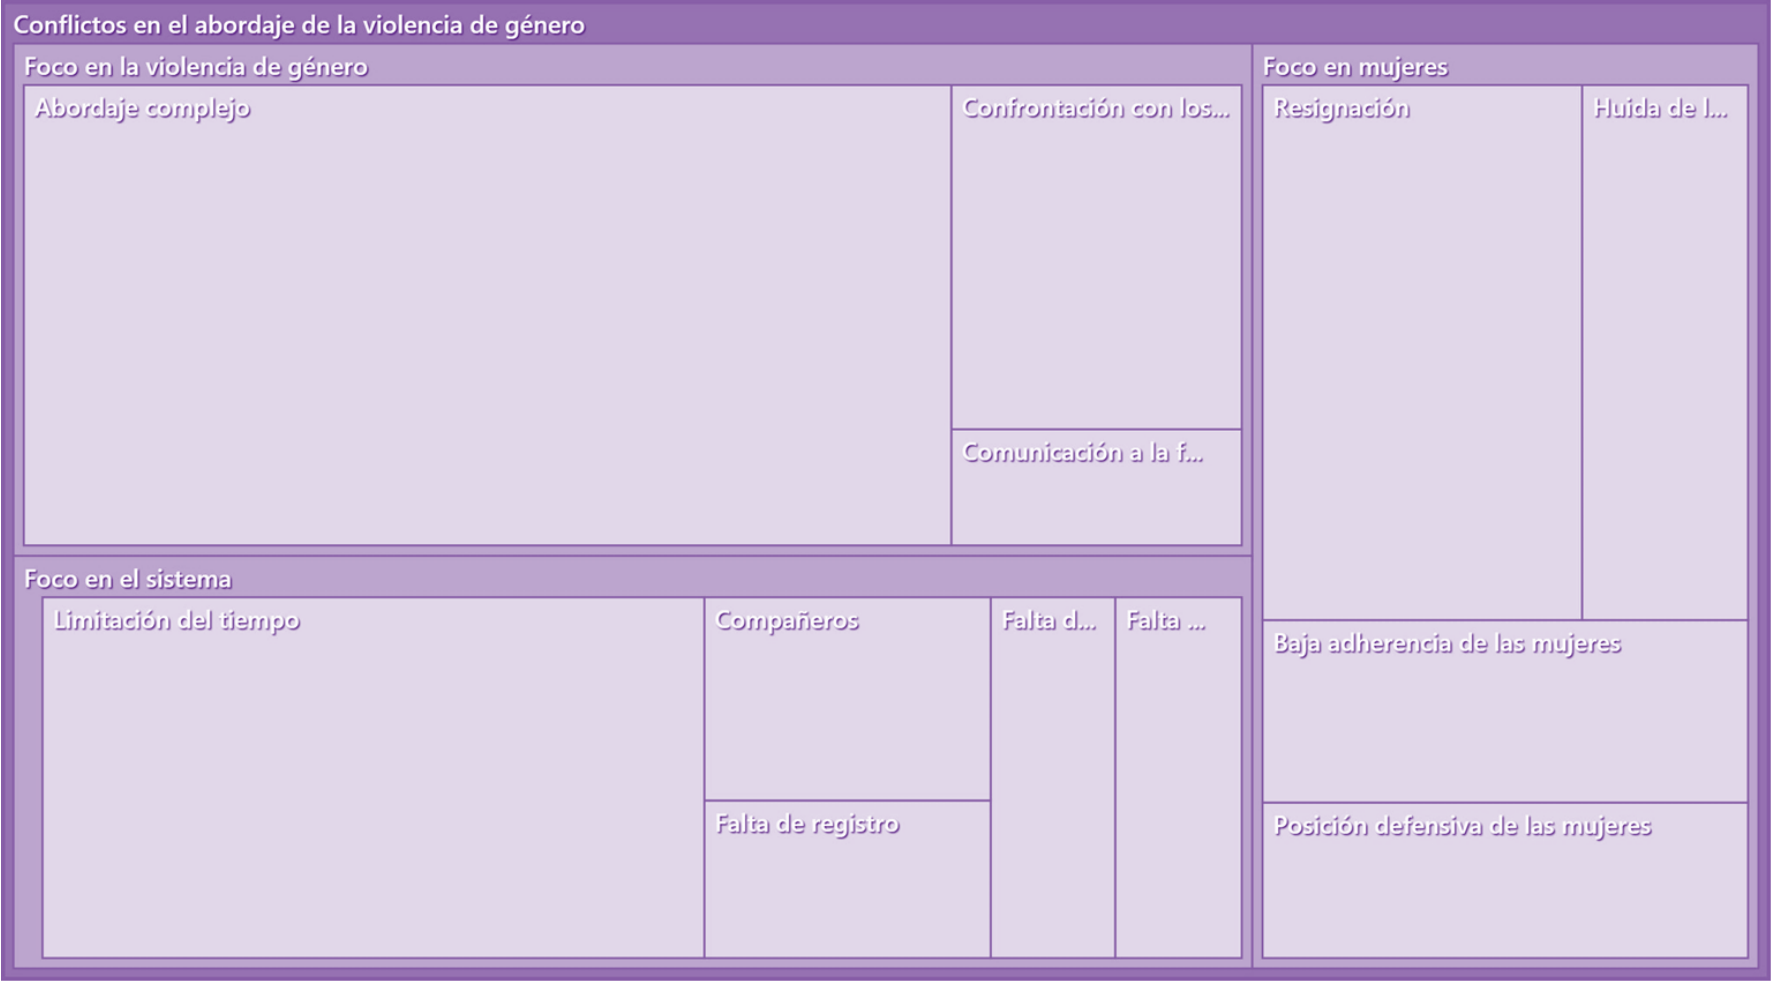 Conflictos en el abordaje de la violencia de género
Foco en la violencia de género
Abordaje complejo
Confrontación con los...
Comunicación a la f...
Foco en el sistema
Limitación del tiempo
Compañeros
Falta de registro
Falta d...
Falta ...
Foco en mujeres
Resignación
Huida de l...
Baja adherencia de las mujeres
Posición defensiva de las mujeres